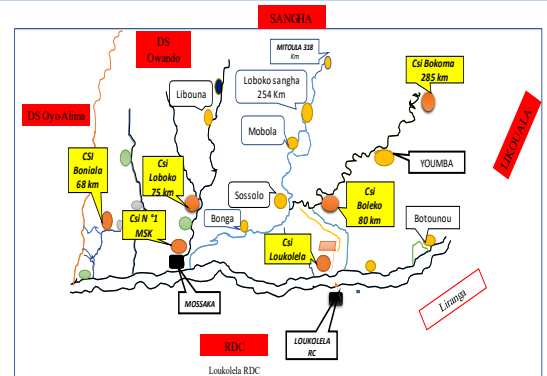 SANGHA
DS
Owando
MITOULA 318
Km
Csi Bokoma
285 km
Libouna
Loboko sangha
254 Km
DS Oyo-Alima
LIKOUALA
Mobola
CSI
Boniala
68 km
Csi
Loboko
75 km
YOUMBA
Csi N °1
MSK
Sossolo
Bonga
Csi
Boleko
80 km
Botounou
Csi
Loukolela
MOSSAKA
Liranga
RDC
LOUKOLELA
RC
Loukolela RDC